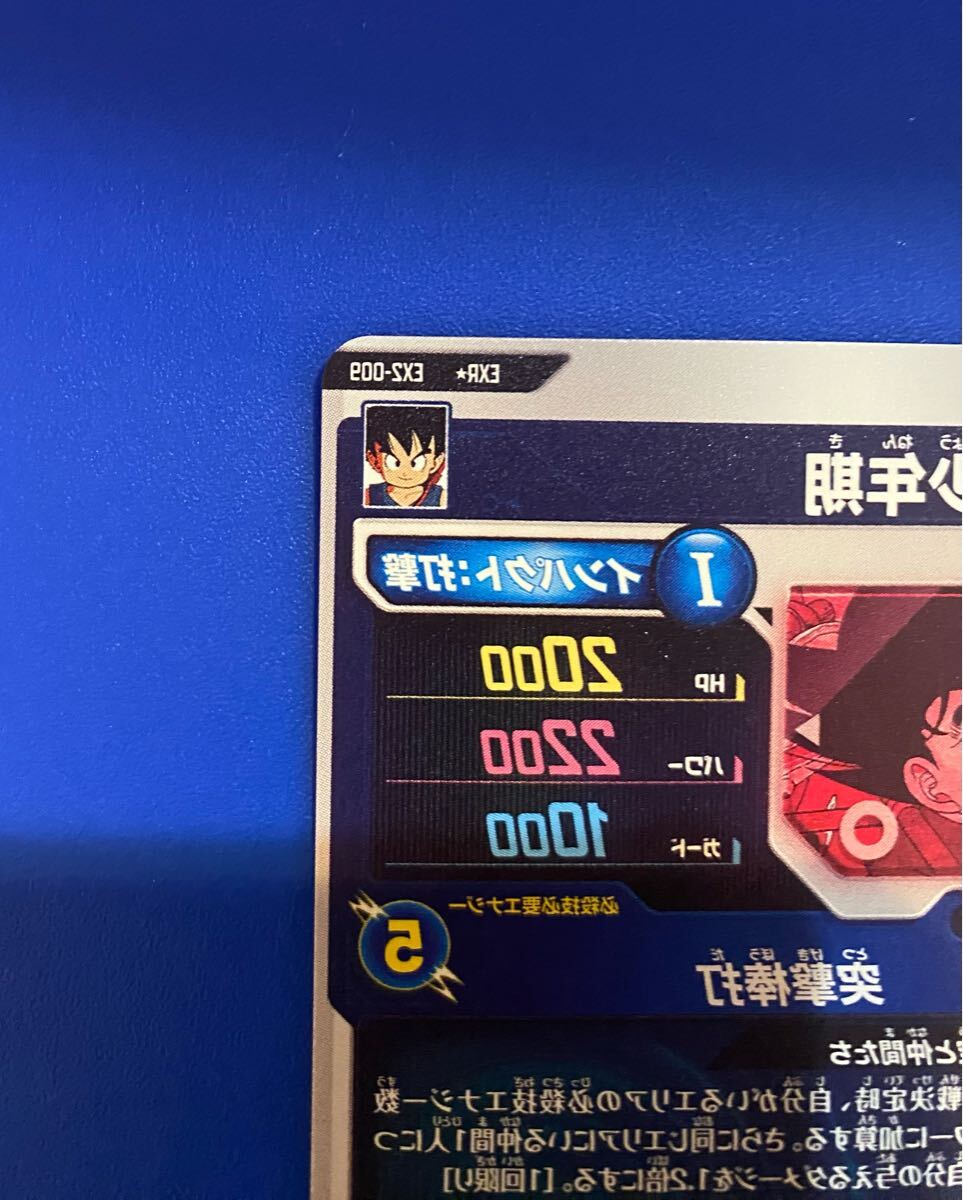 EXR★ EX2-009
少年期
I インパクト:打撃
HP 2000
パワー 2200
ガード 1000
必殺技必要エナジー 5
突撃棒打
と仲間たち
戦決定時、自分がいるエリアの必殺技エナジー数
ワーに加算する。さらに同じエリアにいる仲間1人につ
自分の与えるダメージを1.2倍にする。[1回限り]